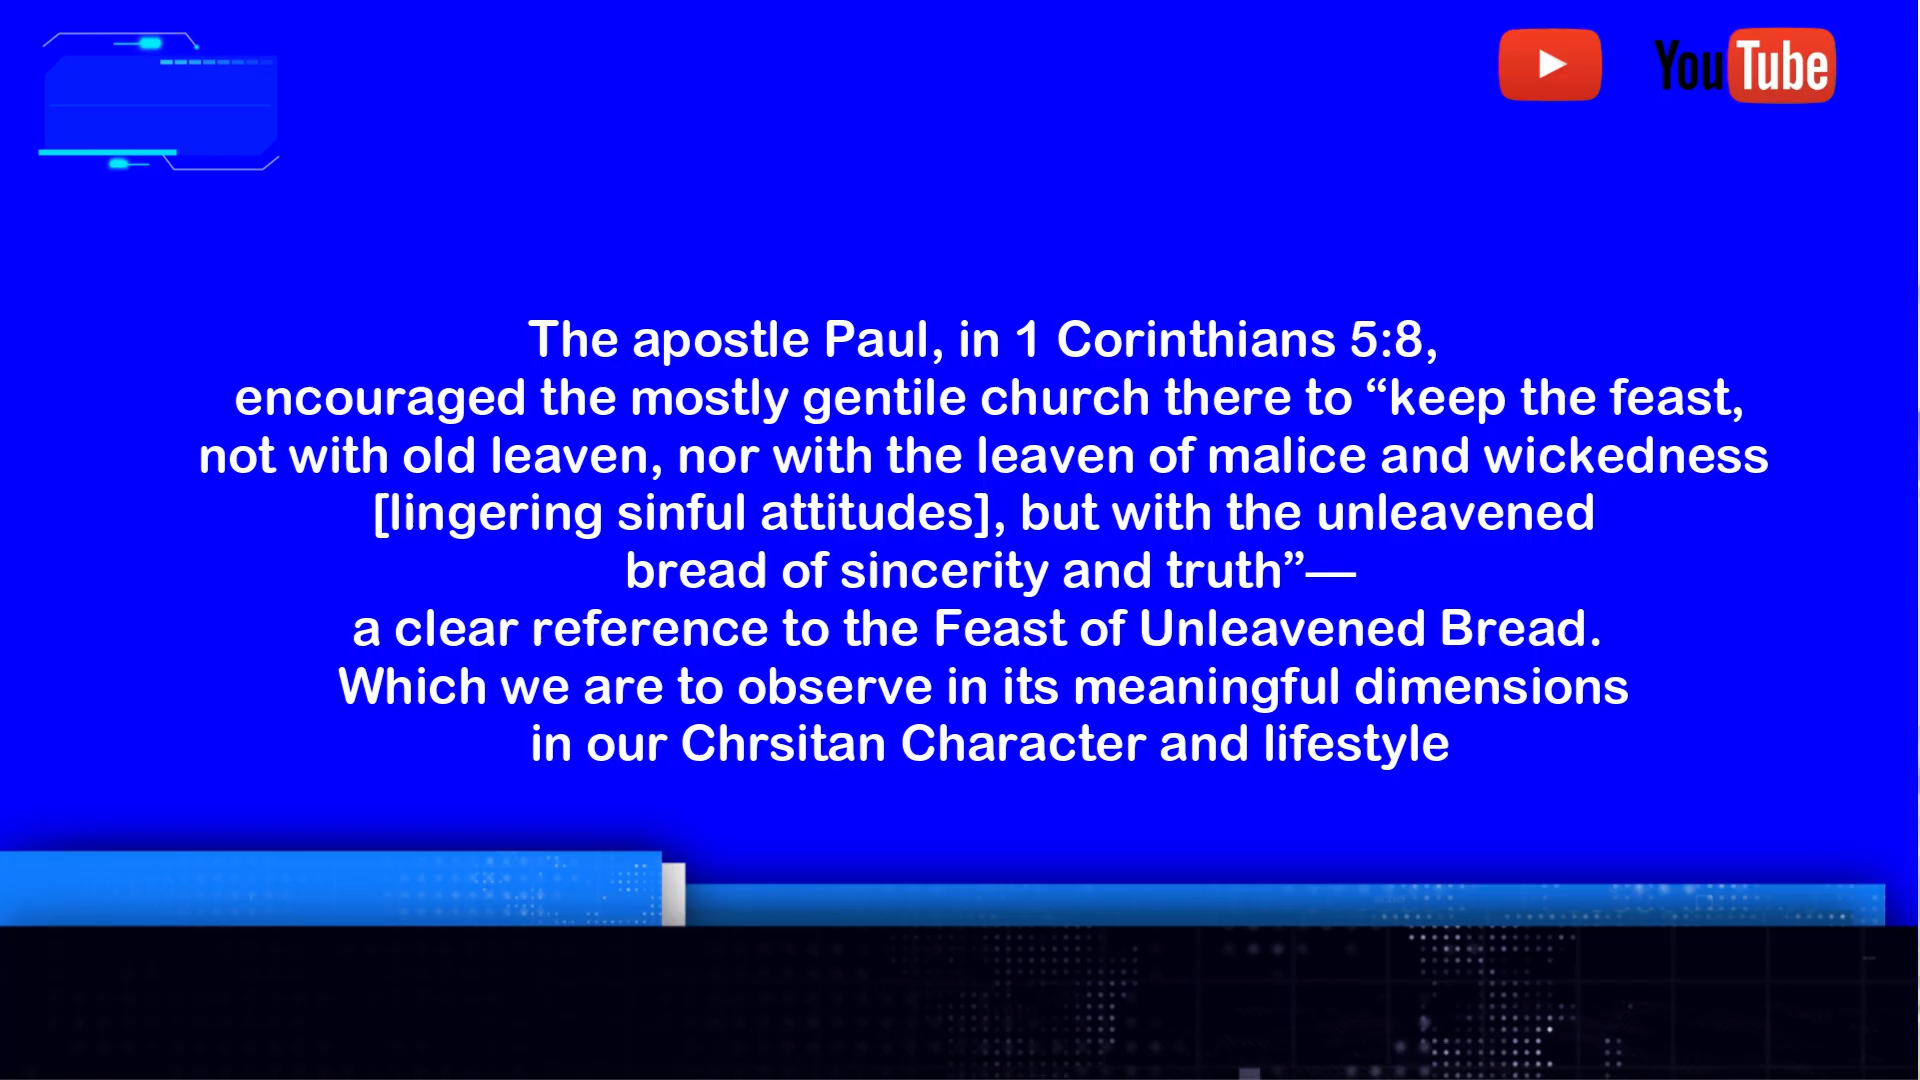 YouTube
The apostle Paul, in 1 Corinthians 5:8,
encouraged the mostly gentile church there to “keep the feast,
not with old leaven, nor with the leaven of malice and wickedness
[lingering sinful attitudes], but with the unleavened
bread of sincerity and truth”—
a clear reference to the Feast of Unleavened Bread.
Which we are to observe in its meaningful dimensions
in our Chrsitan Character and lifestyle